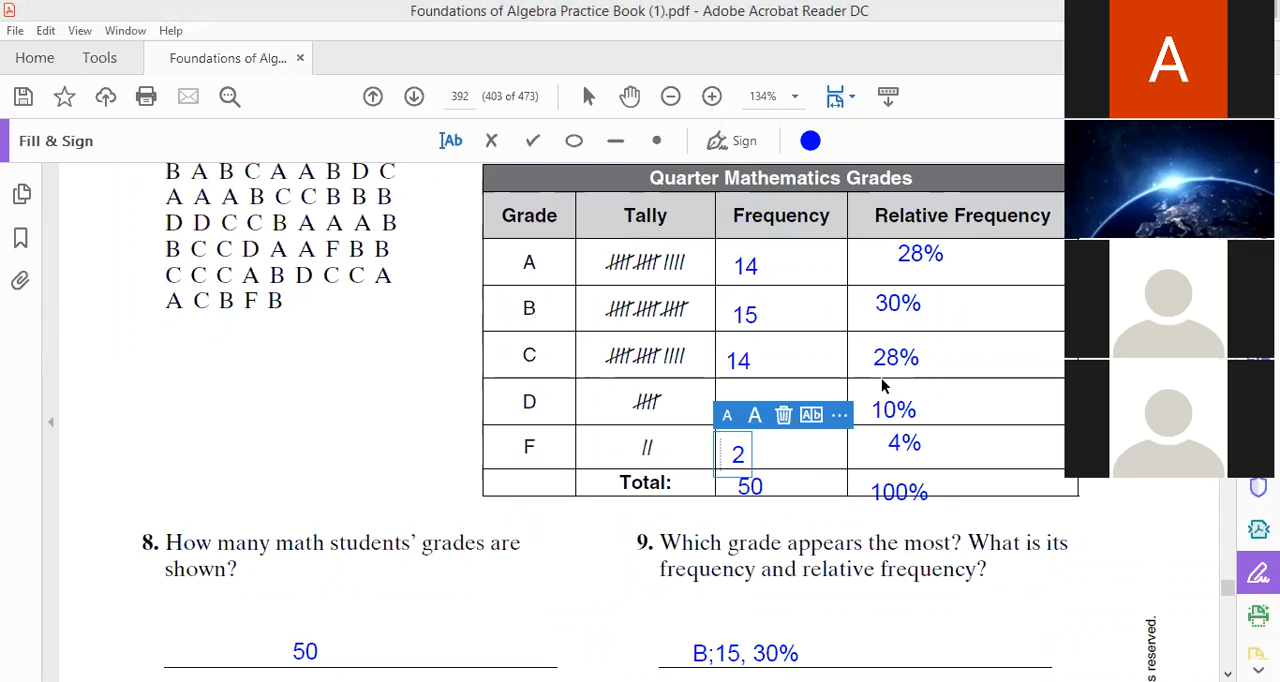 Foundations of Algebra Practice Book (1).pdf - Adobe Acrobat Reader DC
File Edit View Window Help
Home Tools Foundations of Alg... ×
392 (403 of 473) 134%
Fill & Sign
Ab Sign
B A B C A A B D C
A A A B C C B B B
D D C C B A A A B
B C C D A A F B B
C C C A B D C C A
A C B F B
Quarter Mathematics Grades
Grade Tally Frequency Relative Frequency
A 14 28%
B 15 30%
C 14 28%
D 10%
A A Ab ...
F 2 4%
Total: 50 100%
8. How many math students' grades are
shown?
50
9. Which grade appears the most? What is its
frequency and relative frequency?
B;15, 30%
s reserved.
A